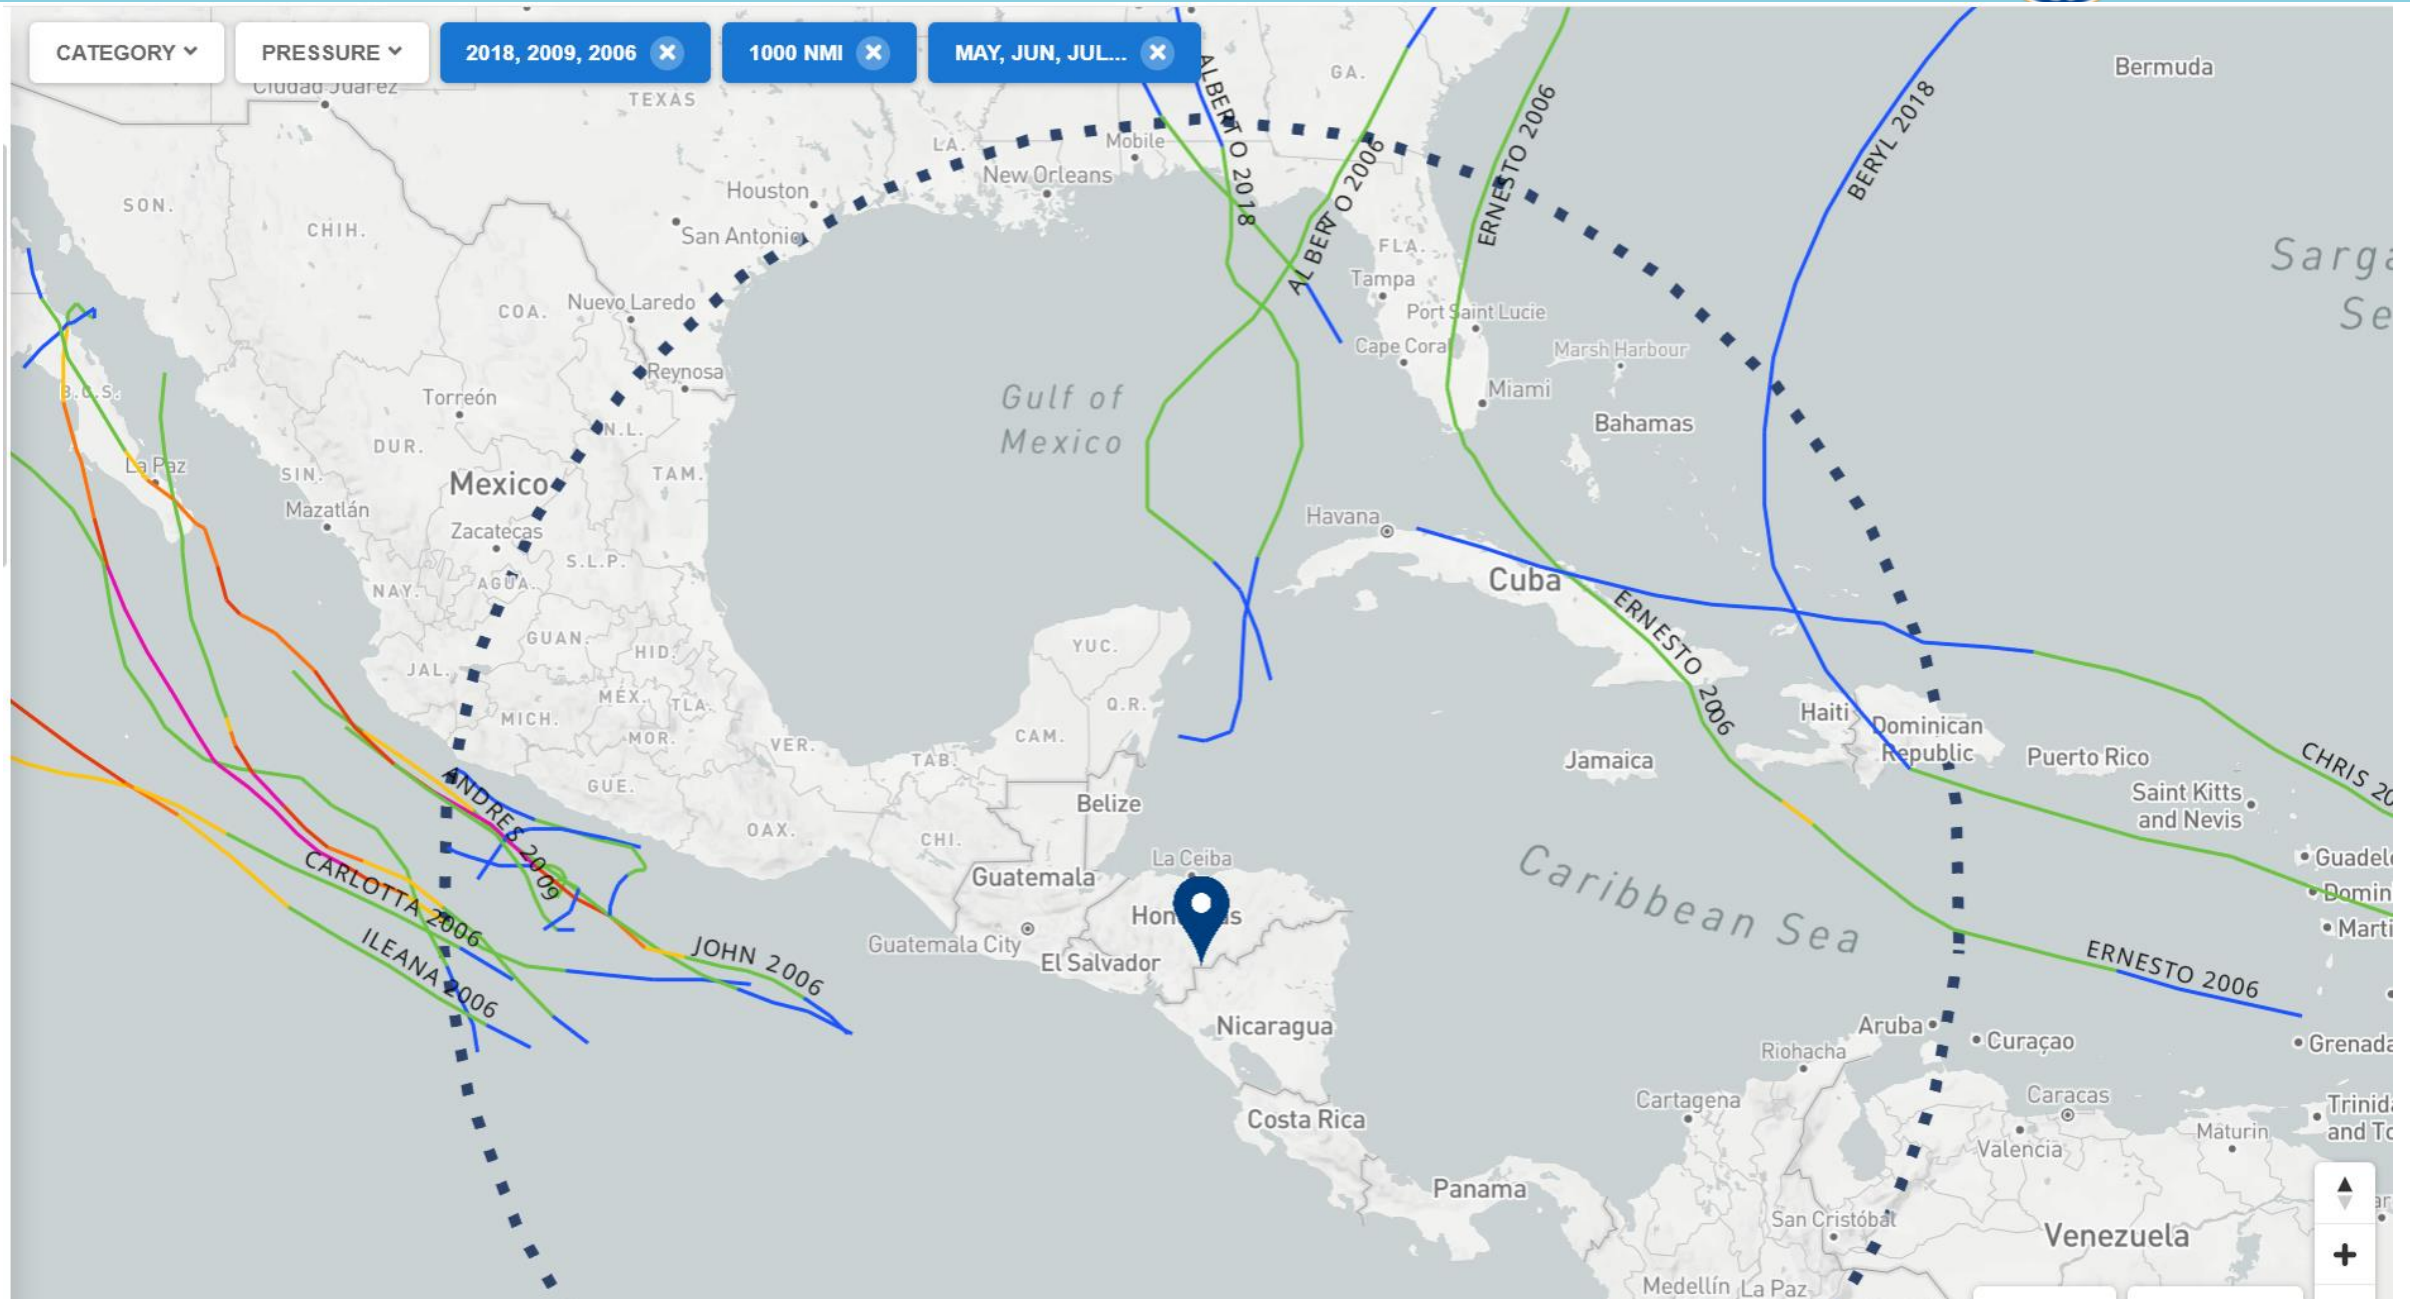 CATEGORY
PRESSURE
2018, 2009, 2006
1000 NMI
MAY, JUN, JUL...
Bermuda
Ciudad Juárez
TEXAS
GA.
LA.
Mobile
ALBERTO 2018
ALBERTO 2006
ERNESTO 2006
BERYL 2018
New Orleans
Houston
San Antonio
SON.
CHIH.
FLA.
Tampa
Port Saint Lucie
Cape Coral
Marsh Harbour
Miami
Bahamas
COA.
Nuevo Laredo
Reynosa
B.C.S.
Torreón
N.L.
Gulf of
Mexico
DUR.
La Paz
SIN.
Mexico
TAM.
Mazatlán
Zacatecas
Havana
S.L.P.
NAY.
AGUA.
Cuba
ERNESTO 2006
GUAN.
HID.
YUC.
JAL.
MÉX.
TLA.
Q.R.
MICH.
MOR.
VER.
CAM.
TAB.
Haiti
Dominican
Republic
Jamaica
Puerto Rico
CHRIS 20
Saint Kitts
and Nevis
GUE.
ANDRES 2009
Belize
OAX.
CHI.
La Ceiba
Guatemala
CARLOTTA 2006
ILEANA 2006
JOHN 2006
Guatemala City
El Salvador
Caribbean Sea
ERNESTO 2006
Nicaragua
Aruba
Curaçao
Riohacha
Cartagena
Caracas
Valencia
Maturin
Costa Rica
Panama
San Cristóbal
Venezuela
Medellín
La Paz